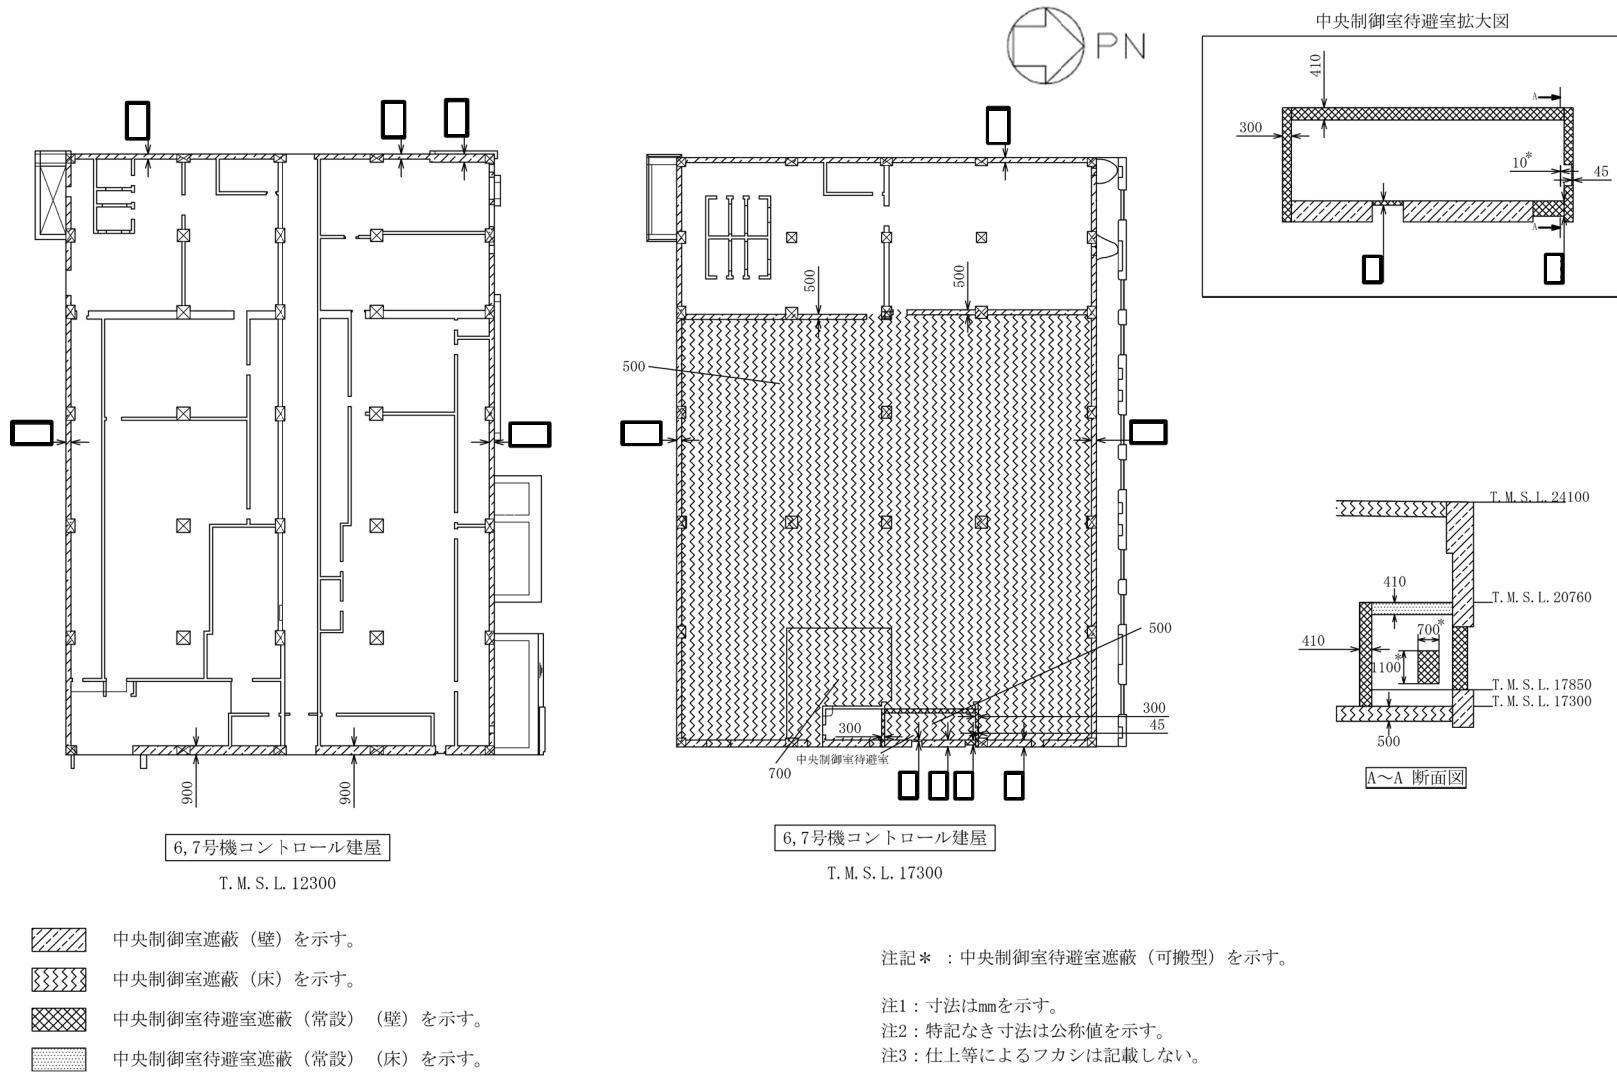 PN
中央制御室待避室拡大図
410
300
A
10*
45
A
500
500
500
500
700
300
300
45
中央制御室待避室
900
900
6,7号機コントロール建屋
T.M.S.L.12300
6,7号機コントロール建屋
T.M.S.L.17300
T.M.S.L.24100
410
T.M.S.L.20760
700*
410
1100*
T.M.S.L.17850
T.M.S.L.17300
500
A〜A 断面図
中央制御室遮蔽（壁）を示す。
中央制御室遮蔽（床）を示す。
中央制御室待避室遮蔽（常設）（壁）を示す。
中央制御室待避室遮蔽（常設）（床）を示す。
注記＊ ：中央制御室待避室遮蔽（可搬型）を示す。
注1：寸法はmmを示す。
注2：特記なき寸法は公称値を示す。
注3：仕上等によるフカシは記載しない。